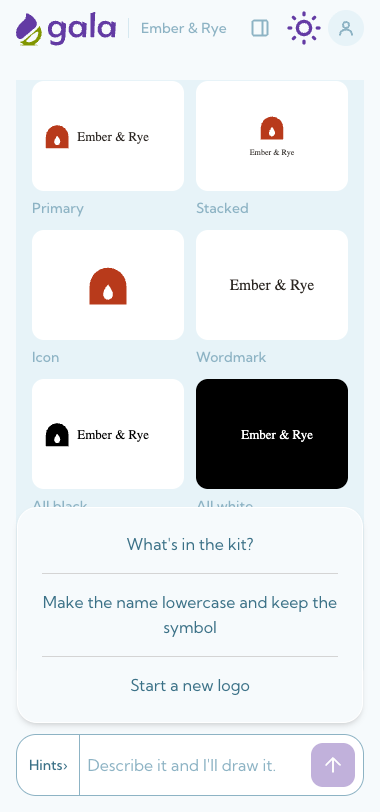 gala Ember & Rye
Ember & Rye
Ember & Rye
Primary Stacked
Ember & Rye
Icon Wordmark
Ember & Rye
Ember & Rye
All black All white
What's in the kit?
Make the name lowercase and keep the
symbol
Start a new logo
Hints› Describe it and I'll draw it.